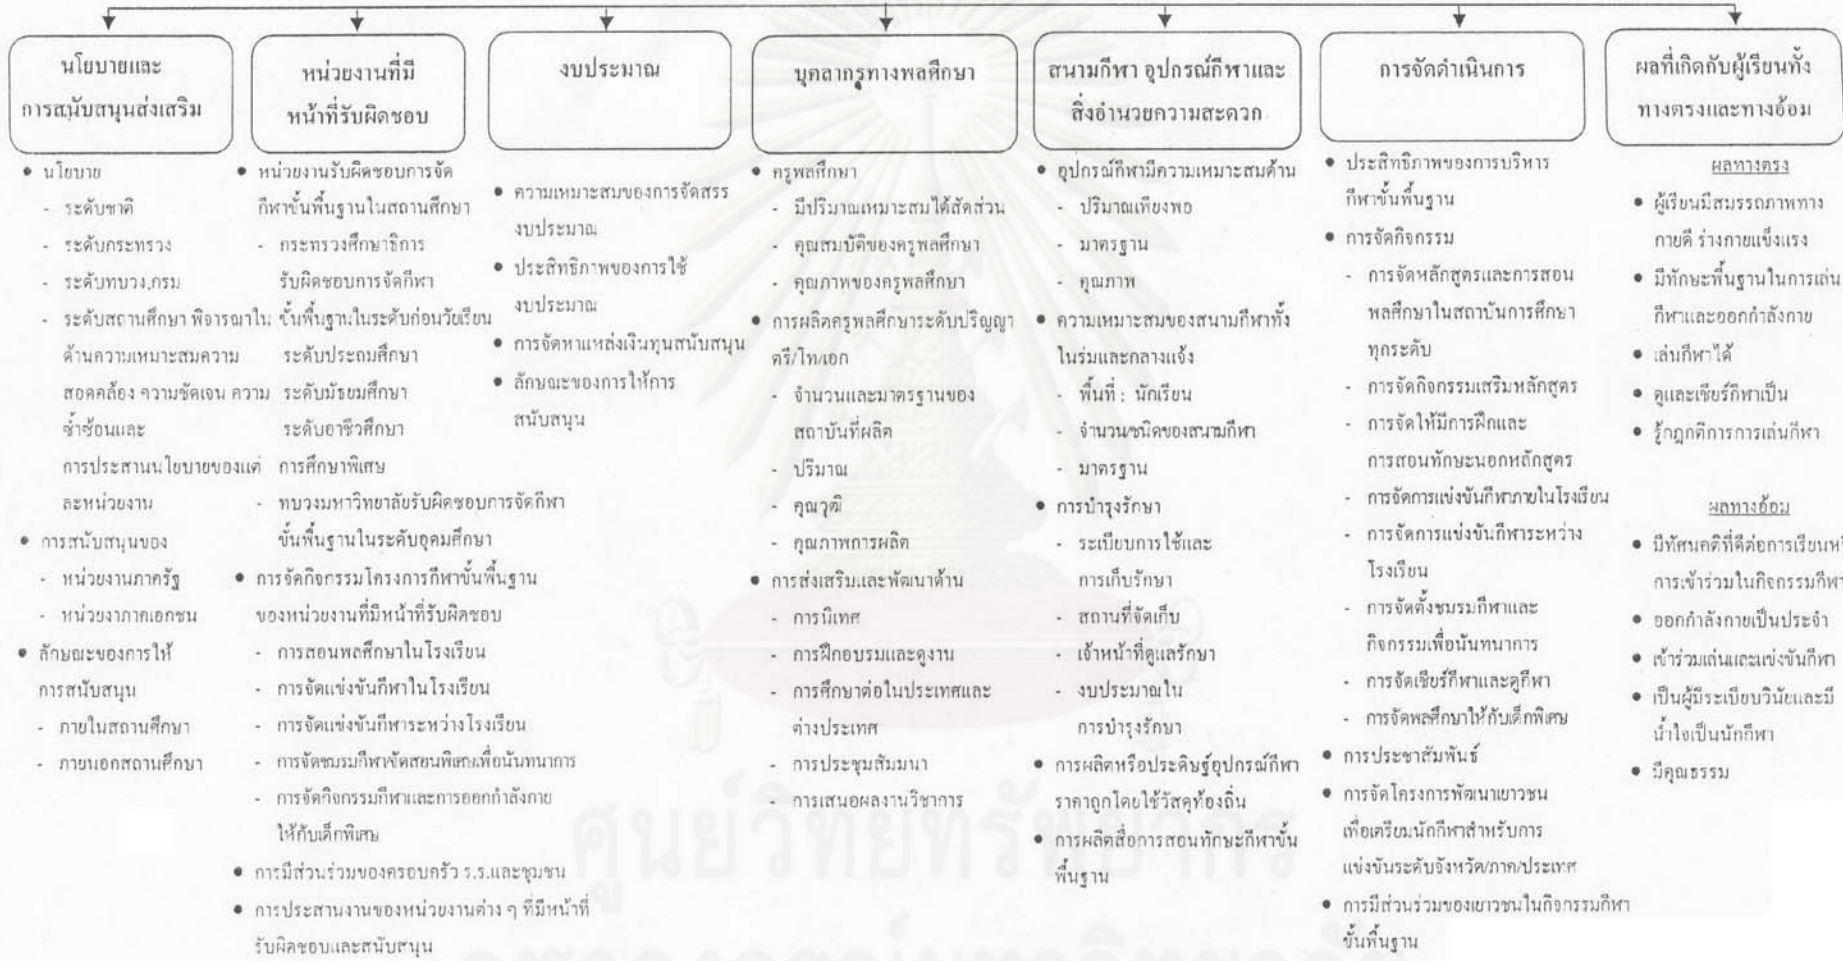 นโยบายและ
การสนับสนุนส่งเสริม
● นโยบาย
- ระดับชาติ
- ระดับกระทรวง
- ระดับทบวง,กรม
- ระดับสถานศึกษา พิจารณาใน
ด้านความเหมาะสมความ
สอดคล้อง ความชัดเจน ความ
ซ้ำซ้อนและ
การประสานนโยบายของแต่
ละหน่วยงาน
● การสนับสนุนของ
- หน่วยงานภาครัฐ
- หน่วยงาภาคเอกชน
● ลักษณะของการให้
การสนับสนุน
- ภายในสถานศึกษา
- ภายนอกสถานศึกษา
หน่วยงานที่มี
หน้าที่รับผิดชอบ
● หน่วยงานรับผิดชอบการจัด
กีฬาขั้นพื้นฐานในสถานศึกษา
- กระทรวงศึกษาธิการ
รับผิดชอบการจัดกีฬา
ขั้นพื้นฐานในระดับก่อนวัยเรียน
ระดับประถมศึกษา
ระดับมัธยมศึกษา
ระดับอาชีวศึกษา
การศึกษาพิเศษ
- ทบวงมหาวิทยาลัยรับผิดชอบการจัดกีฬา
ขั้นพื้นฐานในระดับอุดมศึกษา
● การจัดกิจกรรมโครงการกีฬาขั้นพื้นฐาน
ของหน่วยงานที่มีหน้าที่รับผิดชอบ
- การสอนพลศึกษาในโรงเรียน
- การจัดแข่งขันกีฬาในโรงเรียน
- การจัดแข่งขันกีฬาระหว่างโรงเรียน
- การจัดชมรมกีฬา/จัดสอนพิเศษเพื่อนันทนาการ
- การจัดกิจกรรมกีฬาและการออกกำลังกาย
ให้กับเด็กพิเศษ
● การมีส่วนร่วมของครอบครัว ร.ร.และชุมชน
● การประสานงานของหน่วยงานต่าง ๆ ที่มีหน้าที่
รับผิดชอบและสนับสนุน
งบประมาณ
● ความเหมาะสมของการจัดสรร
งบประมาณ
● ประสิทธิภาพของการใช้
งบประมาณ
● การจัดหาแหล่งเงินทุนสนับสนุน
● ลักษณะของการให้การ
สนับสนุน
บุคลากรทางพลศึกษา
● ครูพลศึกษา
- มีปริมาณเหมาะสมได้สัดส่วน
- คุณสมบัติของครูพลศึกษา
- คุณภาพของครูพลศึกษา
● การผลิตครูพลศึกษาระดับปริญญา
ตรี/โท/เอก
- จำนวนและมาตรฐานของ
สถาบันที่ผลิต
- ปริมาณ
- คุณวุฒิ
- คุณภาพการผลิต
● การส่งเสริมและพัฒนาด้าน
- การนิเทศ
- การฝึกอบรมและดูงาน
- การศึกษาต่อในประเทศและ
ต่างประเทศ
- การประชุมสัมมนา
- การเสนอผลงานวิชาการ
สนามกีฬา อุปกรณ์กีฬาและ
สิ่งอำนวยความสะดวก
● อุปกรณ์กีฬามีความเหมาะสมด้าน
- ปริมาณเพียงพอ
- มาตรฐาน
- คุณภาพ
● ความเหมาะสมของสนามกีฬาทั้ง
ในร่มและกลางแจ้ง
- พื้นที่ : นักเรียน
- จำนวน/ชนิดของสนามกีฬา
- มาตรฐาน
● การบำรุงรักษา
- ระเบียบการใช้และ
การเก็บรักษา
- สถานที่จัดเก็บ
- เจ้าหน้าที่ดูแลรักษา
- งบประมาณใน
การบำรุงรักษา
● การผลิตหรือประดิษฐ์อุปกรณ์กีฬา
ราคาถูกโดยใช้วัสดุท้องถิ่น
● การผลิตสื่อการสอนทักษะกีฬาขั้น
พื้นฐาน
การจัดดำเนินการ
● ประสิทธิภาพของการบริหาร
กีฬาขั้นพื้นฐาน
● การจัดกิจกรรม
- การจัดหลักสูตรและการสอน
พลศึกษาในสถาบันการศึกษา
ทุกระดับ
- การจัดกิจกรรมเสริมหลักสูตร
- การจัดให้มีการฝึกและ
การสอนทักษะนอกหลักสูตร
- การจัดการแข่งขันกีฬาภายในโรงเรียน
- การจัดการแข่งขันกีฬาระหว่าง
โรงเรียน
- การจัดตั้งชมรมกีฬาและ
กิจกรรมเพื่อนันทนาการ
- การจัดเชียร์กีฬาและดูกีฬา
- การจัดพลศึกษาให้กับเด็กพิเศษ
● การประชาสัมพันธ์
● การจัดโครงการพัฒนาเยาวชน
เพื่อเตรียมนักกีฬาสำหรับการ
แข่งขันระดับจังหวัด/ภาค/ประเทศ
● การมีส่วนร่วมของเยาวชนในกิจกรรมกีฬา
ขั้นพื้นฐาน
ผลที่เกิดกับผู้เรียนทั้ง
ทางตรงและทางอ้อม
ผลทางตรง
● ผู้เรียนมีสมรรถภาพทาง
กายดี ร่างกายแข็งแรง
● มีทักษะพื้นฐานในการเล่น
กีฬาและออกกำลังกาย
● เล่นกีฬาได้
● ดูและเชียร์กีฬาเป็น
● รู้กฎกติการการเล่นกีฬา
ผลทางอ้อม
● มีทัศนคติที่ดีต่อการเรียน
การเข้าร่วมในกิจกรรมกีฬา
● ออกกำลังกายเป็นประจำ
● เข้าร่วมเล่นและแข่งขันกีฬา
● เป็นผู้มีระเบียบวินัยและมี
น้ำใจเป็นนักกีฬา
● มีคุณธรรม
ศูนย์วิทยทรัพยากร
จุฬาลงกรณ์มหาวิทยาลัย